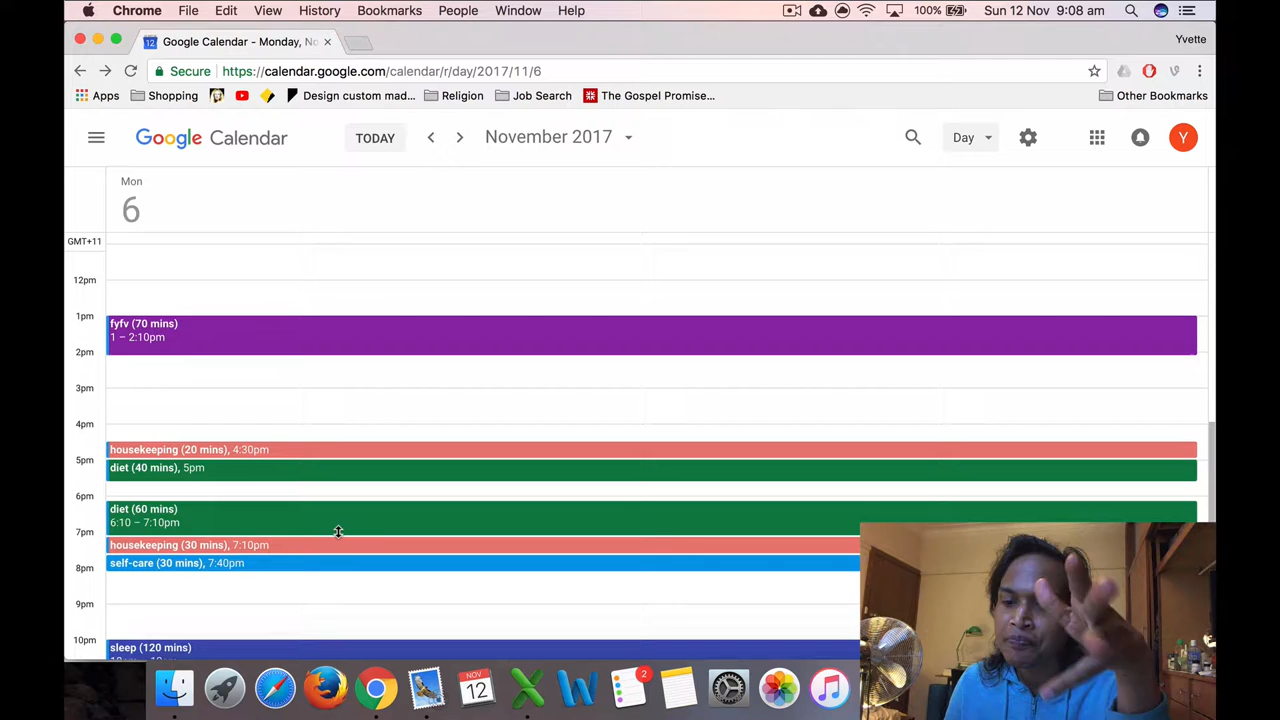 Chrome File Edit View History Bookmarks People Window Help 100% Sun 12 Nov 9:08 am
12 Google Calendar - Monday, No Yvette
Secure https://calendar.google.com/calendar/r/day/2017/11/6
Apps Shopping Design custom mad... Religion Job Search The Gospel Promise... Other Bookmarks
Google Calendar TODAY November 2017 Day Y
Mon
6
GMT+11
12pm
1pm
fyfv (70 mins)
1 – 2:10pm
2pm
3pm
4pm
housekeeping (20 mins), 4:30pm
5pm
diet (40 mins), 5pm
6pm
diet (60 mins)
6:10 – 7:10pm
7pm
housekeeping (30 mins), 7:10pm
self-care (30 mins), 7:40pm
8pm
9pm
10pm
sleep (120 mins)
NOV
12
2